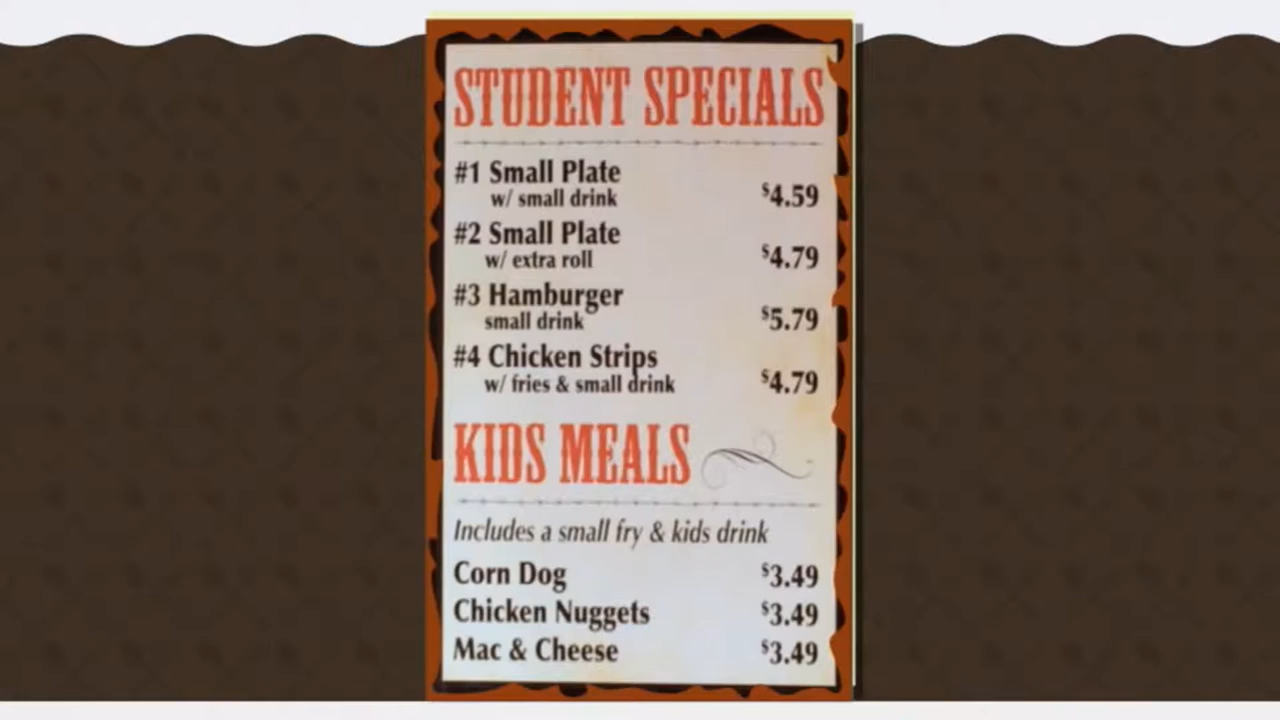 STUDENT SPECIALS
#1 Small Plate
w/ small drink $4.59
#2 Small Plate
w/ extra roll $4.79
#3 Hamburger
small drink $5.79
#4 Chicken Strips
w/ fries & small drink $4.79
KIDS MEALS
Includes a small fry & kids drink
Corn Dog $3.49
Chicken Nuggets $3.49
Mac & Cheese $3.49